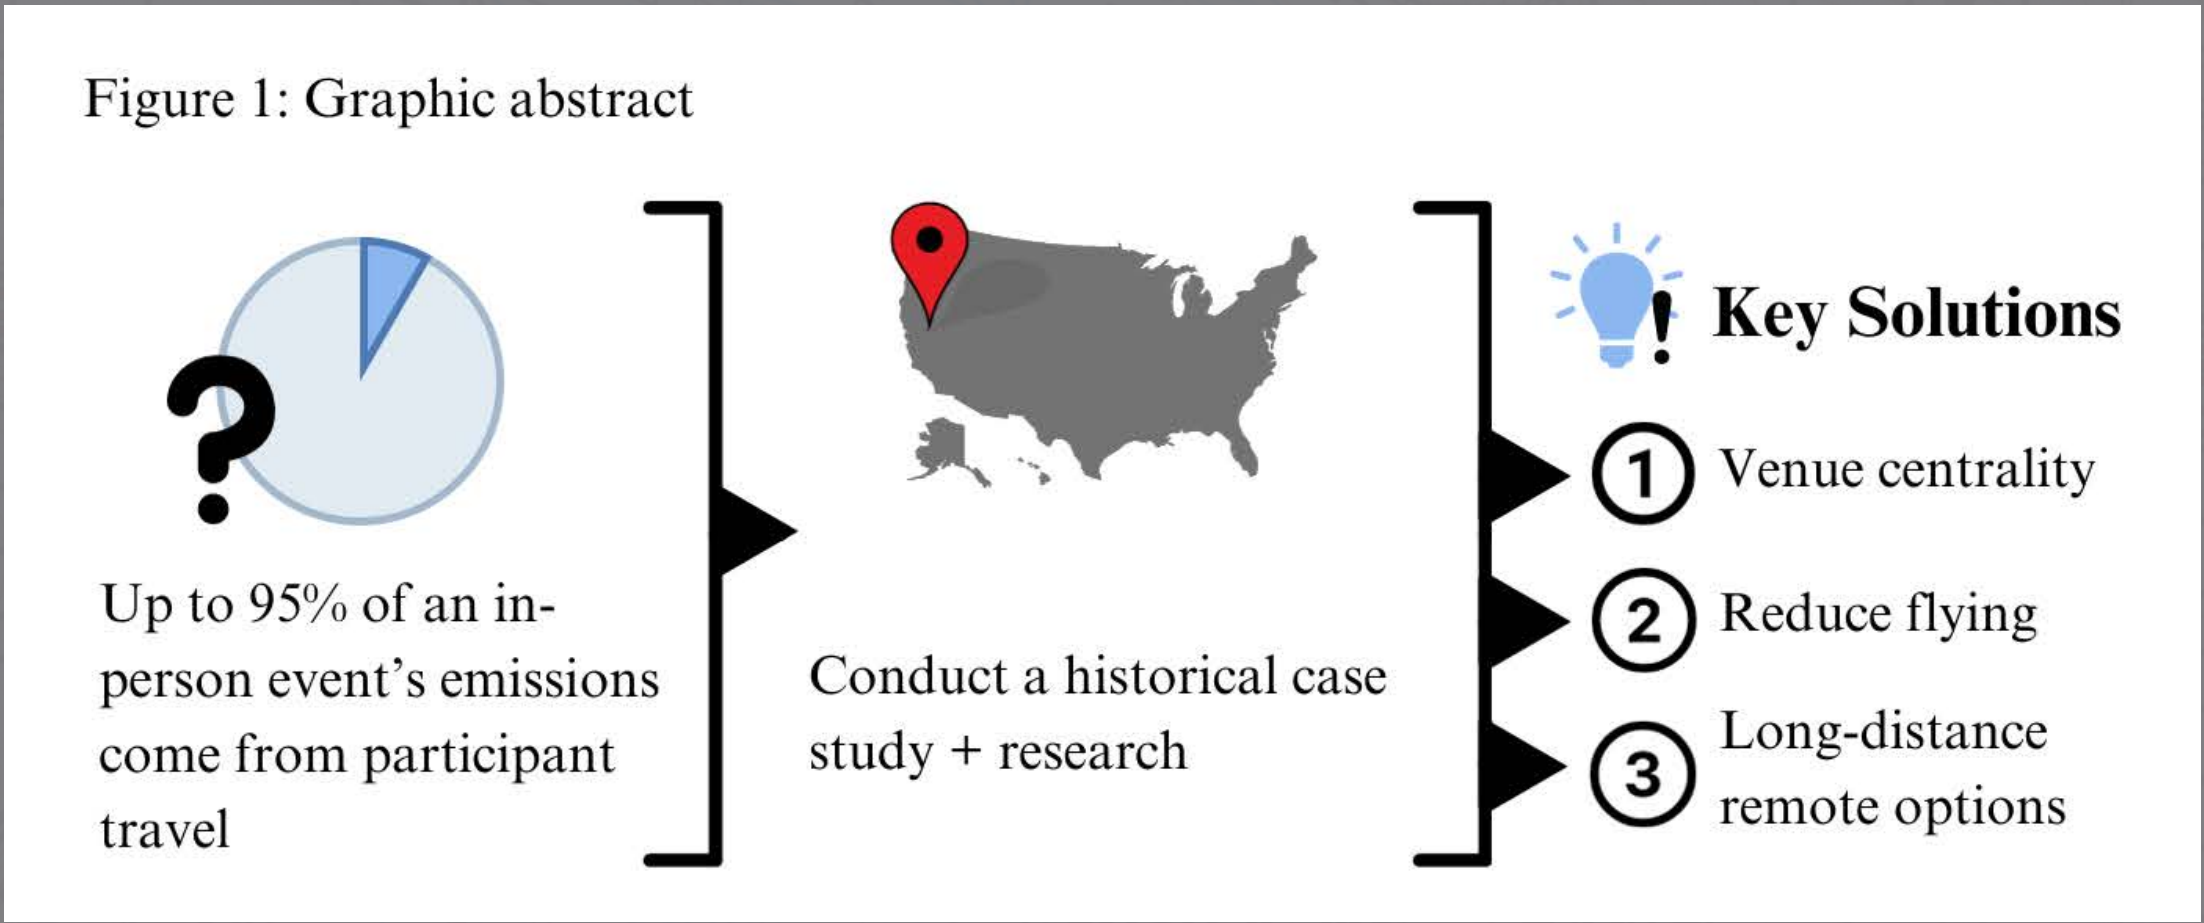 Figure 1: Graphic abstract
?
Up to 95% of an in-
person event’s emissions
come from participant
travel
Conduct a historical case
study + research
! Key Solutions
1 Venue centrality
2 Reduce flying
3 Long-distance
remote options